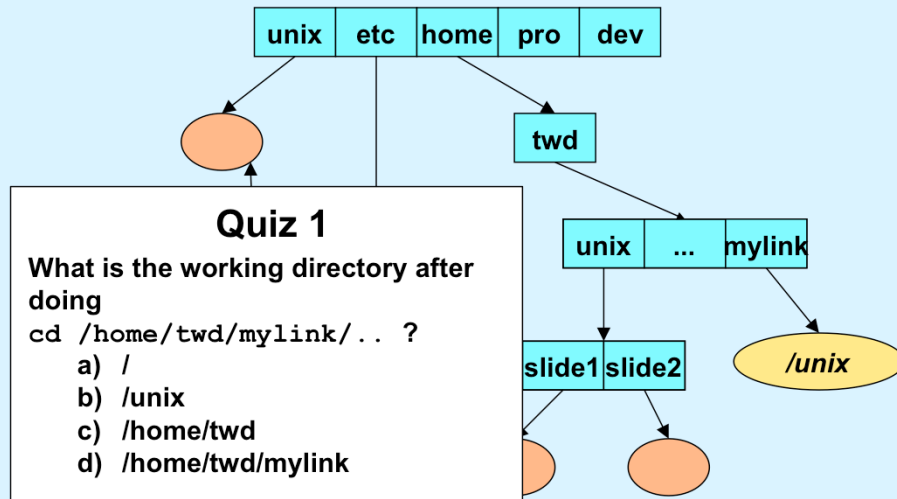 unix etc home pro dev
twd
unix ... mylink
Quiz 1
What is the working directory after
doing
cd /home/twd/mylink/.. ?
a) /
b) /unix
c) /home/twd
d) /home/twd/mylink
slide1 slide2
/unix